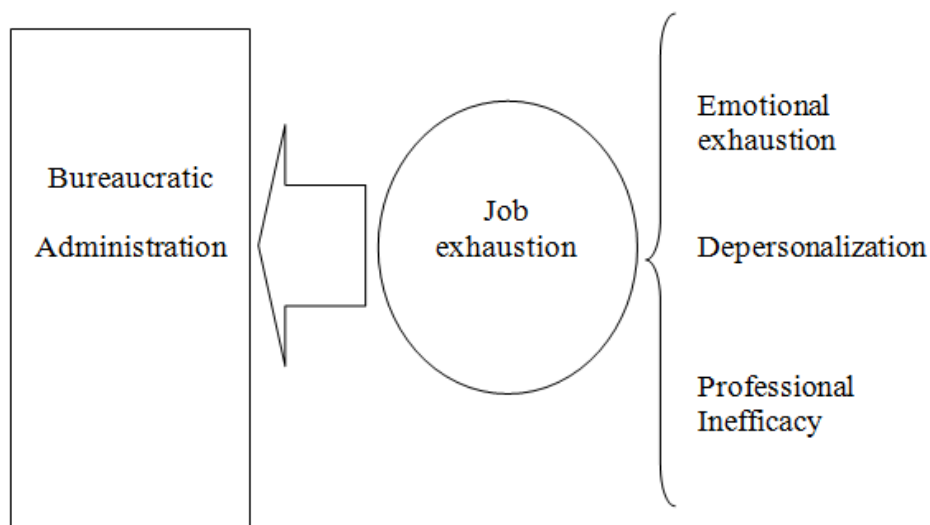 Bureaucratic
Administration
Job
exhaustion
Emotional
exhaustion
Depersonalization
Professional
Inefficacy